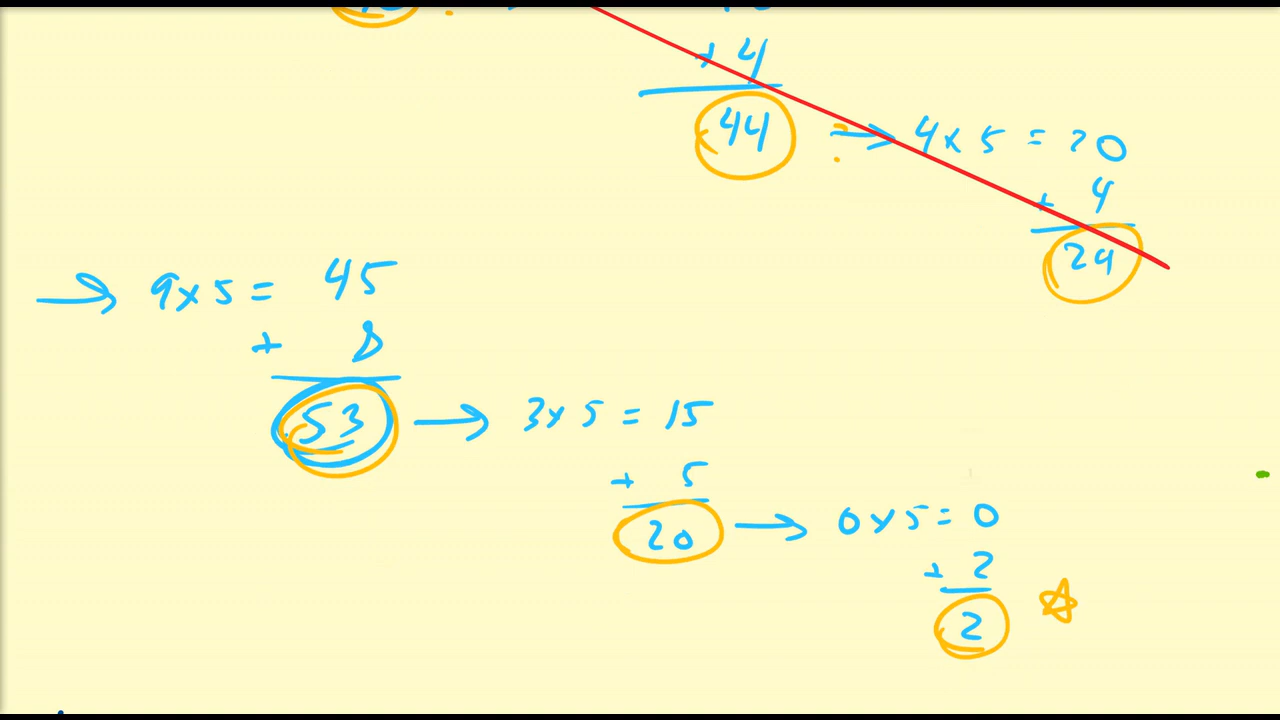 + 4
44 → 4 x 5 = 20
+ 4
24
→ 9 x 5 = 45
+ 8
53 → 3 x 5 = 15
+ 5
20 → 0 x 5 = 0
+ 2
2